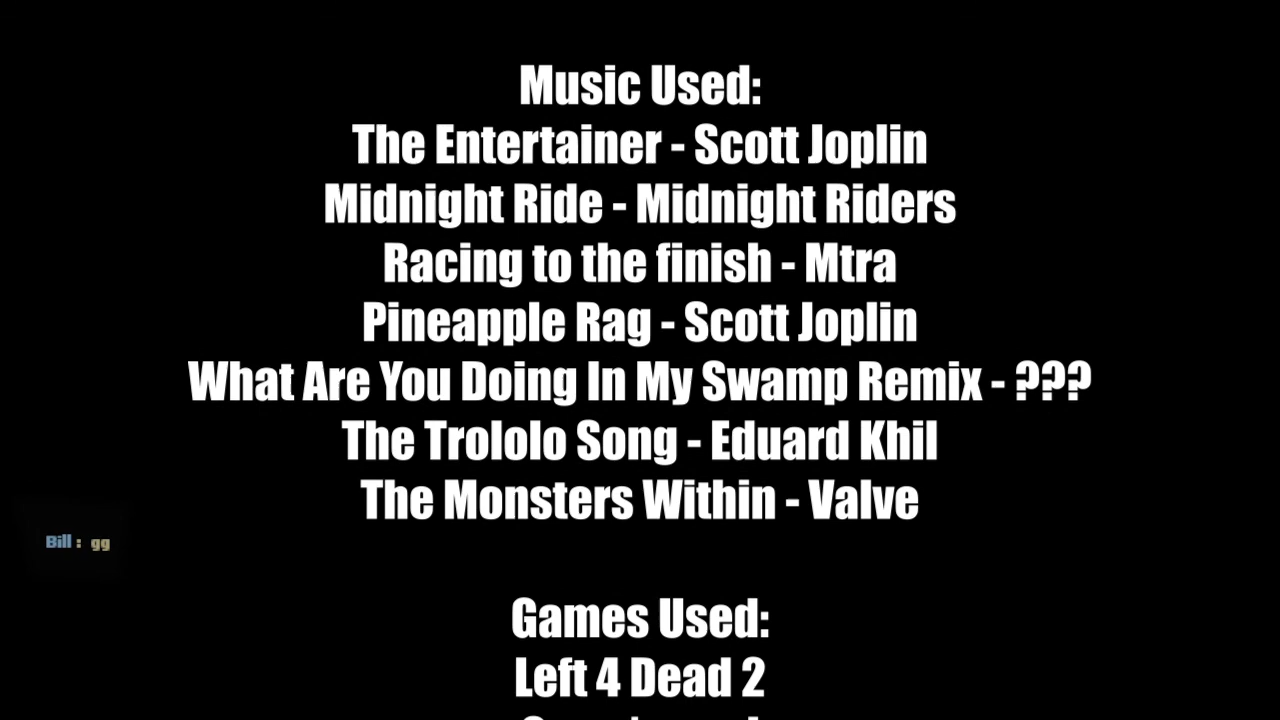 Music Used:
The Entertainer - Scott Joplin
Midnight Ride - Midnight Riders
Racing to the finish - Mtra
Pineapple Rag - Scott Joplin
What Are You Doing In My Swamp Remix - ???
The Trololo Song - Eduard Khil
The Monsters Within - Valve
Bill : gg
Games Used:
Left 4 Dead 2